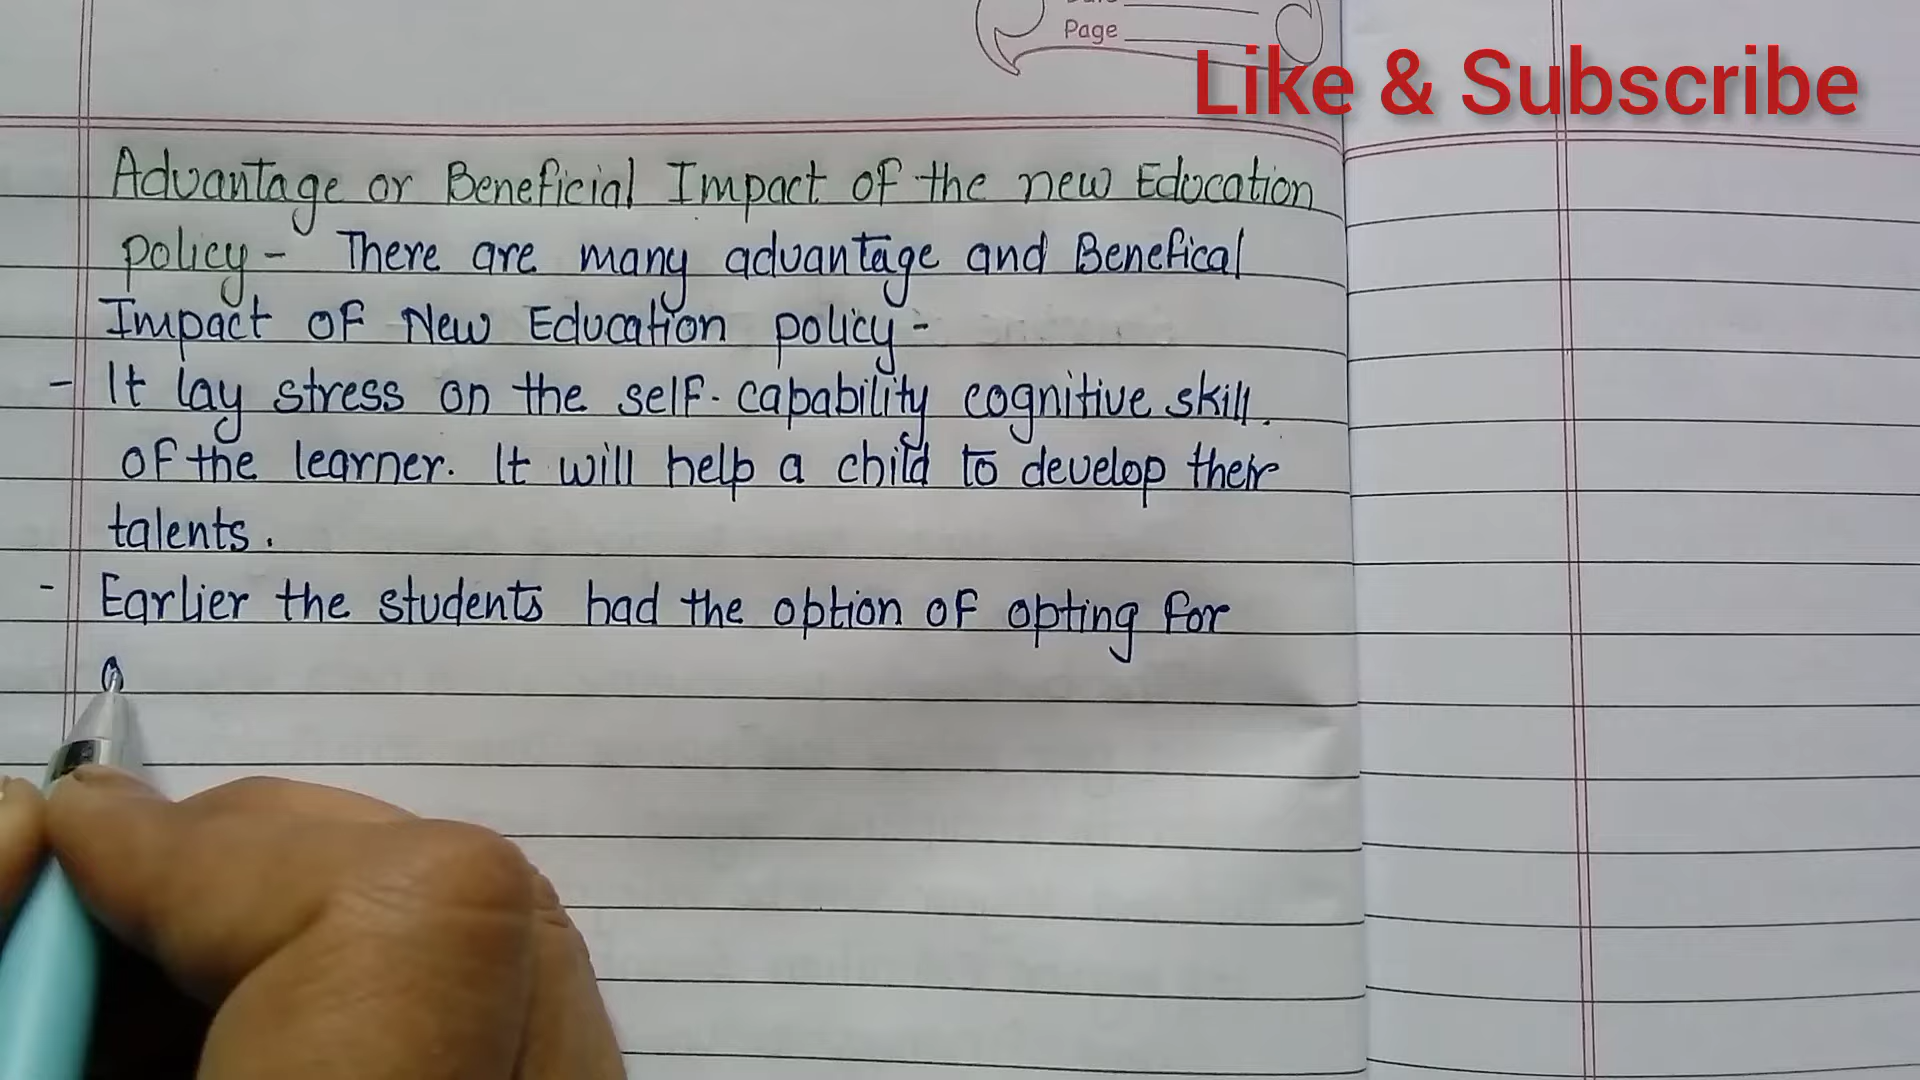 Page
Like & Subscribe
Advantage or Beneficial Impact of the new Education
policy - There are many advantage and Benefical
Impact of New Education policy -
- It lay stress on the self-capability cognitive skill.
of the learner. It will help a child to develop their
talents.
- Earlier the students had the option of opting for